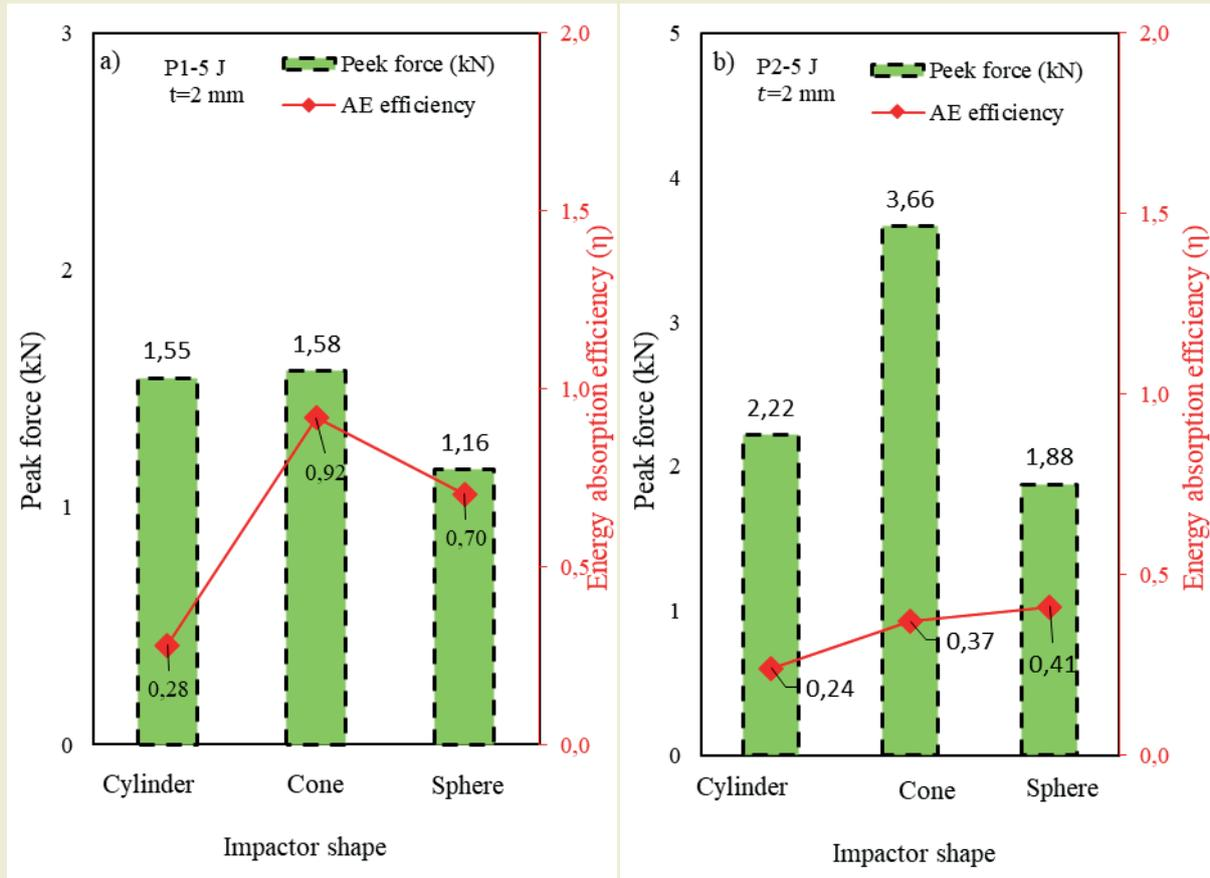 a)
P1-5 J
t=2 mm
Peek force (kN)
AE efficiency
3
2
1
0
Peak force (kN)
2,0
1,5
1,0
0,5
0,0
Energy absorption efficiency (η)
1,55
1,58
1,16
0,28
0,92
0,70
Cylinder
Cone
Sphere
Impactor shape
b)
P2-5 J
t=2 mm
Peek force (kN)
AE efficiency
5
4
3
2
1
0
Peak force (kN)
2,0
1,5
1,0
0,5
0,0
Energy absorption efficiency (η)
2,22
3,66
1,88
0,24
0,37
0,41
Cylinder
Cone
Sphere
Impactor shape